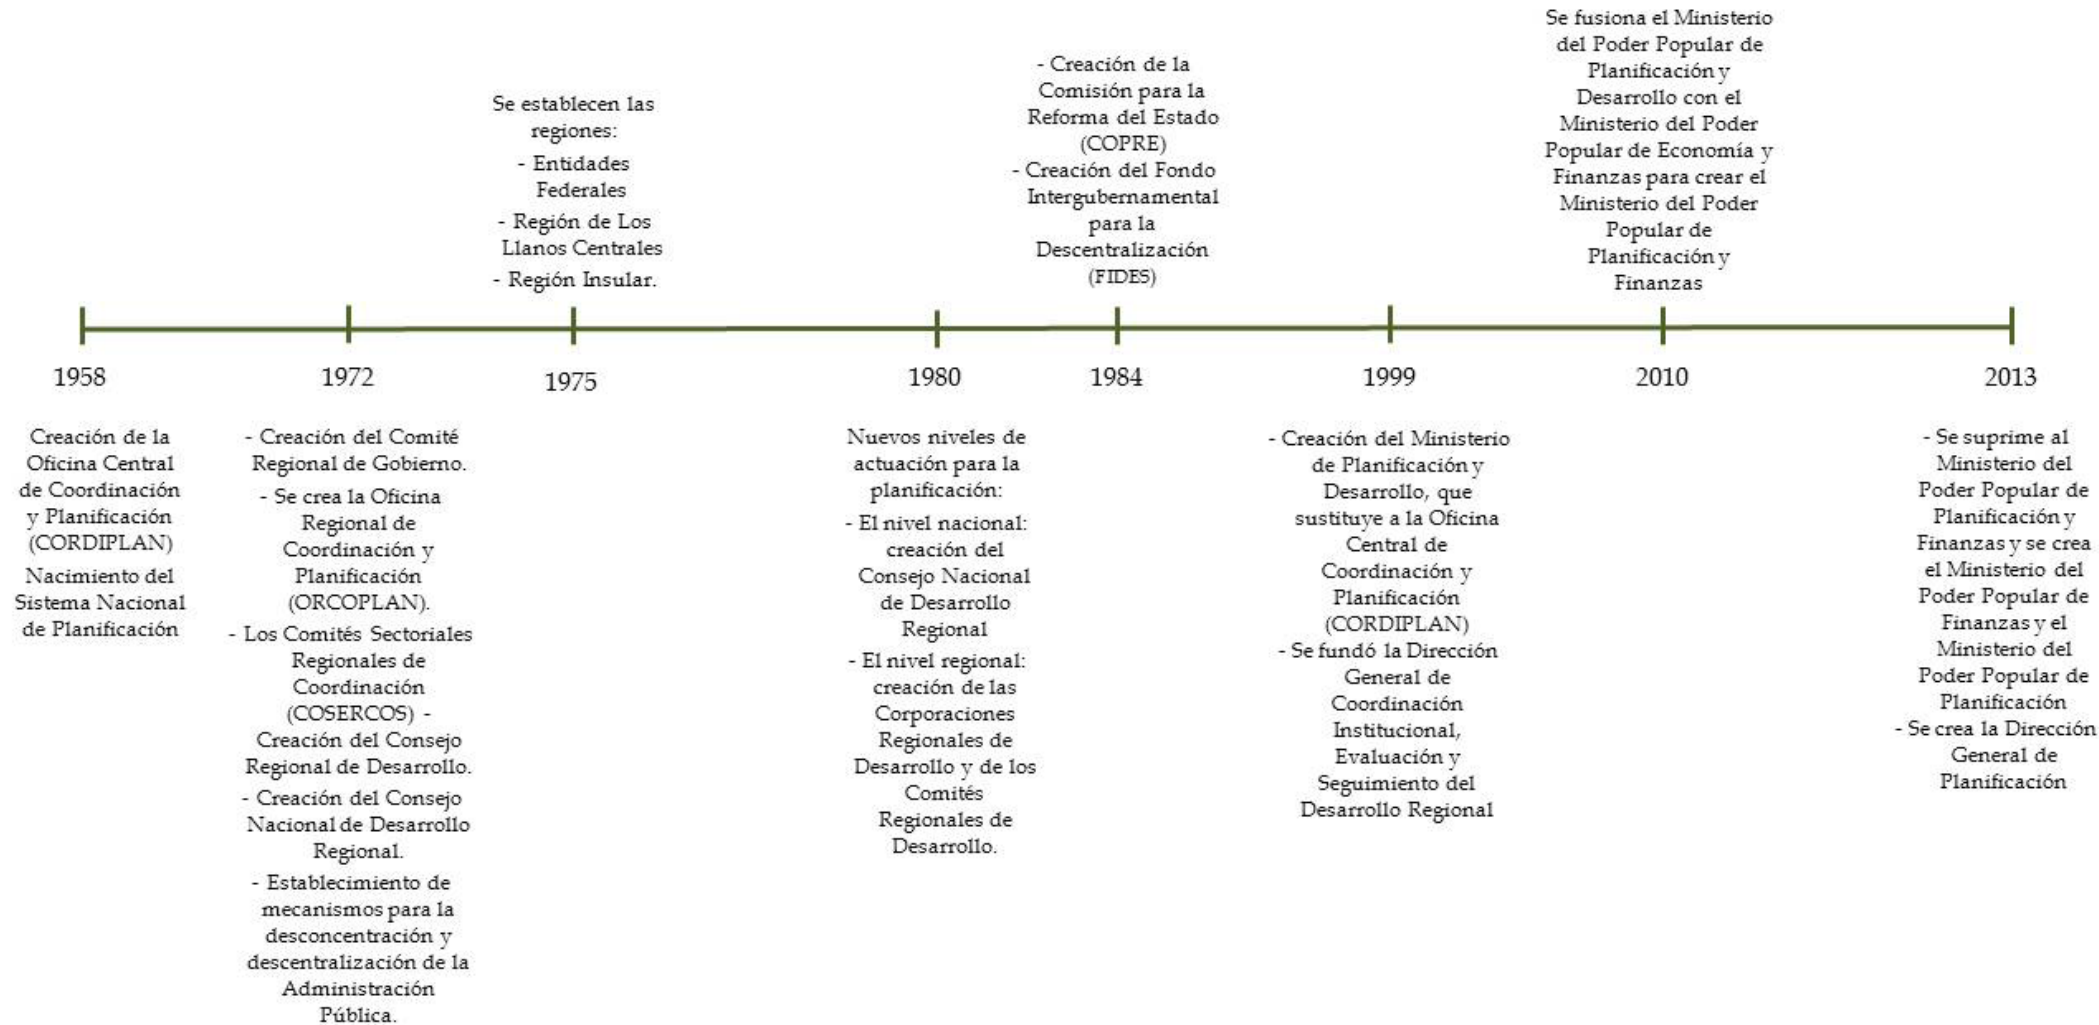 Se establecen las
regiones:
- Entidades
Federales
- Región de Los
Llanos Centrales
- Región Insular.
- Creación de la
Comisión para la
Reforma del Estado
(COPRE)
- Creación del Fondo
Intergubernamental
para la
Descentralización
(FIDES)
Se fusiona el Ministerio
del Poder Popular de
Planificación y
Desarrollo con el
Ministerio del Poder
Popular de Economía y
Finanzas para crear el
Ministerio del Poder
Popular de
Planificación y
Finanzas
1958
1972
1975
1980
1984
1999
2010
2013
Creación de la
Oficina Central
de Coordinación
y Planificación
(CORDIPLAN)
Nacimiento del
Sistema Nacional
de Planificación
- Creación del Comité
Regional de Gobierno.
- Se crea la Oficina
Regional de
Coordinación y
Planificación
(ORCOPLAN).
- Los Comités Sectoriales
Regionales de
Coordinación
(COSERCOS) -
Creación del Consejo
Regional de Desarrollo.
- Creación del Consejo
Nacional de Desarrollo
Regional.
- Establecimiento de
mecanismos para la
desconcentración y
descentralización de la
Administración
Pública.
Nuevos niveles de
actuación para la
planificación:
- El nivel nacional:
creación del
Consejo Nacional
de Desarrollo
Regional
- El nivel regional:
creación de las
Corporaciones
Regionales de
Desarrollo y de los
Comités
Regionales de
Desarrollo.
- Creación del Ministerio
de Planificación y
Desarrollo, que
sustituye a la Oficina
Central de
Coordinación y
Planificación
(CORDIPLAN)
- Se fundó la Dirección
General de
Coordinación
Institucional,
Evaluación y
Seguimiento del
Desarrollo Regional
- Se suprime al
Ministerio del
Poder Popular de
Planificación y
Finanzas y se crea
el Ministerio del
Poder Popular de
Finanzas y el
Ministerio del
Poder Popular de
Planificación
- Se crea la Dirección
General de
Planificación